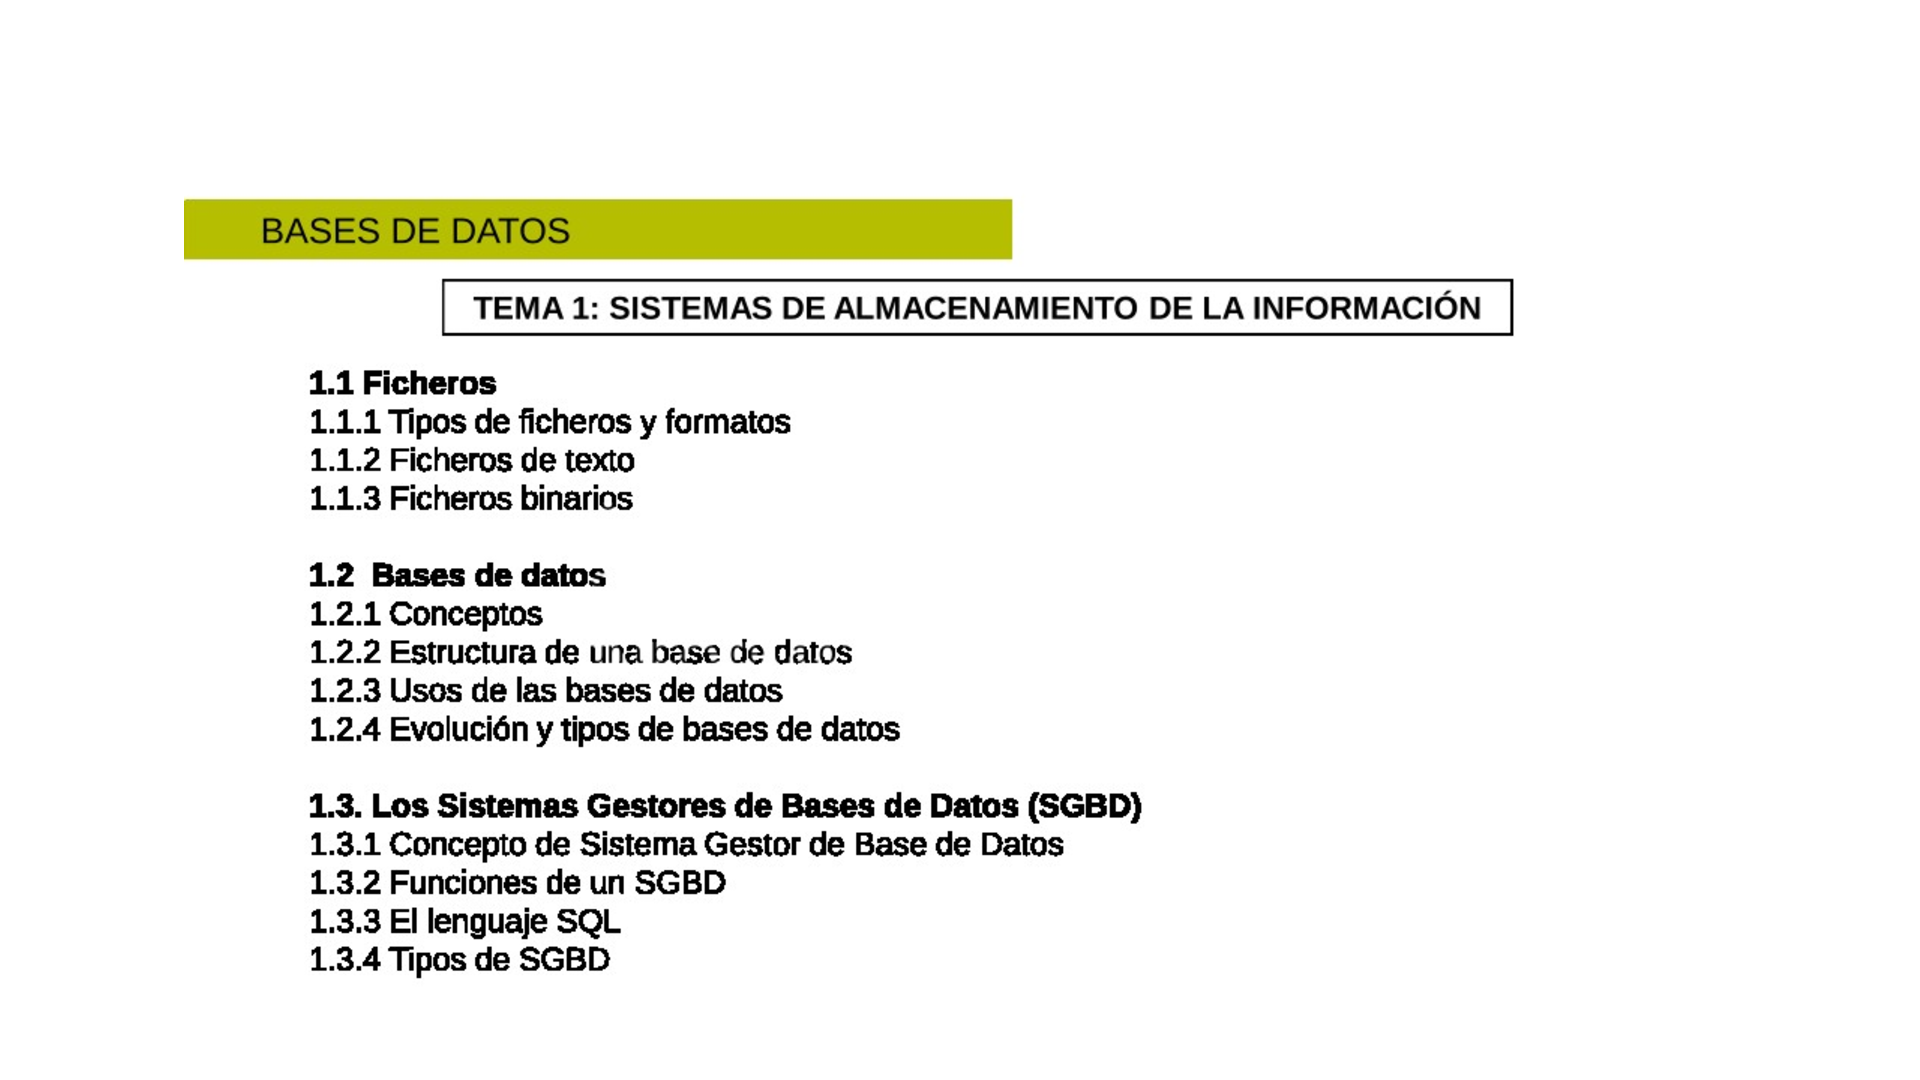 BASES DE DATOS
TEMA 1: SISTEMAS DE ALMACENAMIENTO DE LA INFORMACIÓN
1.1 Ficheros
1.1.1 Tipos de ficheros y formatos
1.1.2 Ficheros de texto
1.1.3 Ficheros binarios
1.2 Bases de datos
1.2.1 Conceptos
1.2.2 Estructura de una base de datos
1.2.3 Usos de las bases de datos
1.2.4 Evolución y tipos de bases de datos
1.3. Los Sistemas Gestores de Bases de Datos (SGBD)
1.3.1 Concepto de Sistema Gestor de Base de Datos
1.3.2 Funciones de un SGBD
1.3.3 El lenguaje SQL
1.3.4 Tipos de SGBD